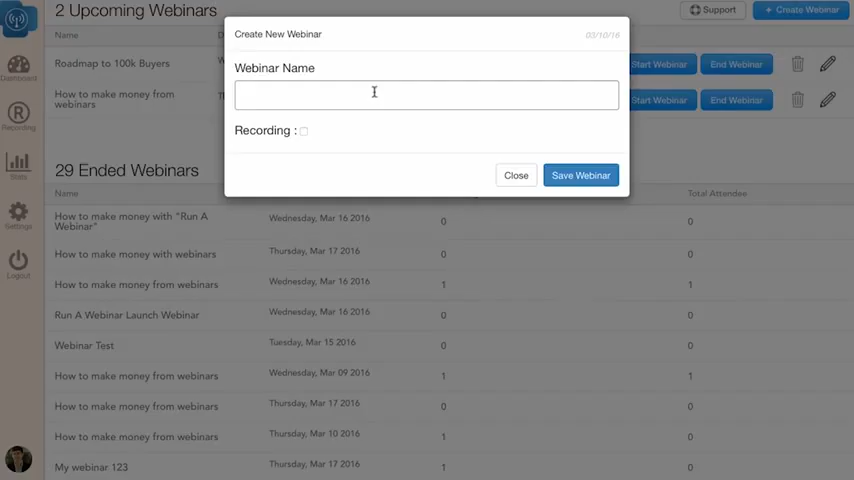 2 Upcoming Webinars
Support
+ Create Webinar
Name
Roadmap to 100k Buyers
Start Webinar
End Webinar
How to make money from
webinars
Start Webinar
End Webinar
Create New Webinar
03/10/16
Webinar Name
Recording :
Close
Save Webinar
Dashboard
Recording
Stats
Settings
Logout
29 Ended Webinars
Name
Total Attendee
How to make money with "Run A
Webinar"
Wednesday, Mar 16 2016
0
0
How to make money with webinars
Thursday, Mar 17 2016
0
0
How to make money from webinars
Wednesday, Mar 16 2016
1
1
Run A Webinar Launch Webinar
Wednesday, Mar 16 2016
0
0
Webinar Test
Tuesday, Mar 15 2016
0
0
How to make money from webinars
Wednesday, Mar 09 2016
1
1
How to make money from webinars
Thursday, Mar 17 2016
0
0
How to make money from webinars
Thursday, Mar 10 2016
1
0
My webinar 123
Thursday, Mar 17 2016
1
0